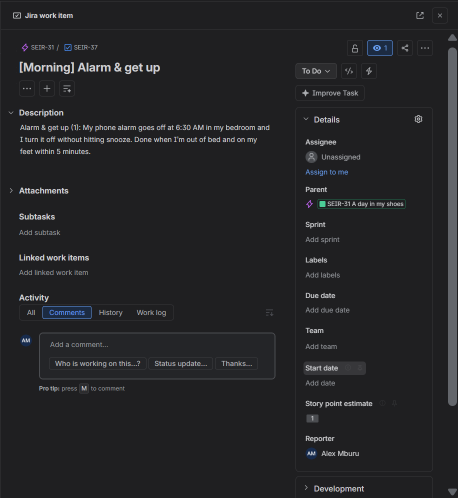 Jira work item
SEIR-31 / SEIR-37
1
[Morning] Alarm & get up
To Do
Improve Task
Description
Alarm & get up (1): My phone alarm goes off at 6:30 AM in my bedroom and
I turn it off without hitting snooze. Done when I'm out of bed and on my
feet within 5 minutes.
Attachments
Subtasks
Add subtask
Linked work items
Add linked work item
Activity
All Comments History Work log
AM
Add a comment...
Who is working on this...? Status update... Thanks...
Pro tip: press M to comment
Details
Assignee
Unassigned
Assign to me
Parent
SEIR-31 A day in my shoes
Sprint
Add sprint
Labels
Add labels
Due date
Add due date
Team
Add team
Start date
Add date
Story point estimate
1
Reporter
AM Alex Mburu
Development